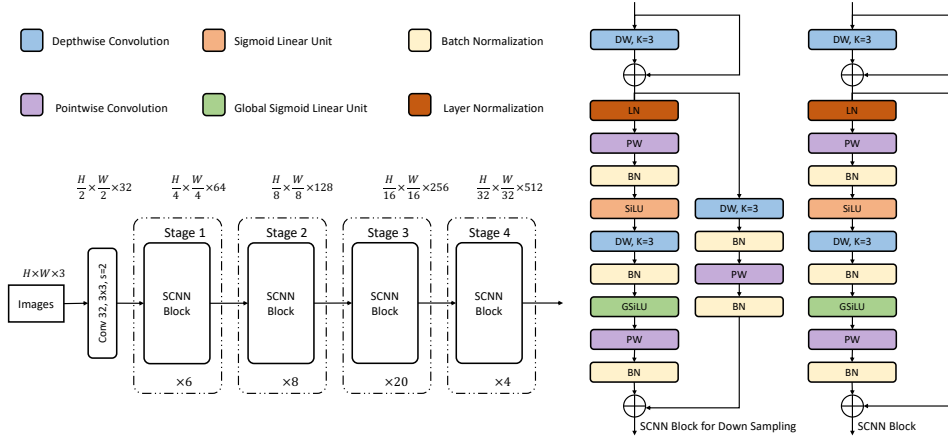 Depthwise Convolution
Sigmoid Linear Unit
Batch Normalization
Pointwise Convolution
Global Sigmoid Linear Unit
Layer Normalization
H/2 × W/2 ×32
H/4 × W/4 ×64
H/8 × W/8 ×128
H/16 × W/16 ×256
H/32 × W/32 ×512
H×W×3
Images
Conv 32, 3x3, s=2
Stage 1
SCNN
Block
×6
Stage 2
SCNN
Block
×8
Stage 3
SCNN
Block
×20
Stage 4
SCNN
Block
×4
DW, K=3
LN
PW
BN
SiLU
DW, K=3
BN
GSiLU
PW
BN
DW, K=3
BN
PW
BN
SCNN Block for Down Sampling
DW, K=3
LN
PW
BN
SiLU
DW, K=3
BN
GSiLU
PW
BN
SCNN Block